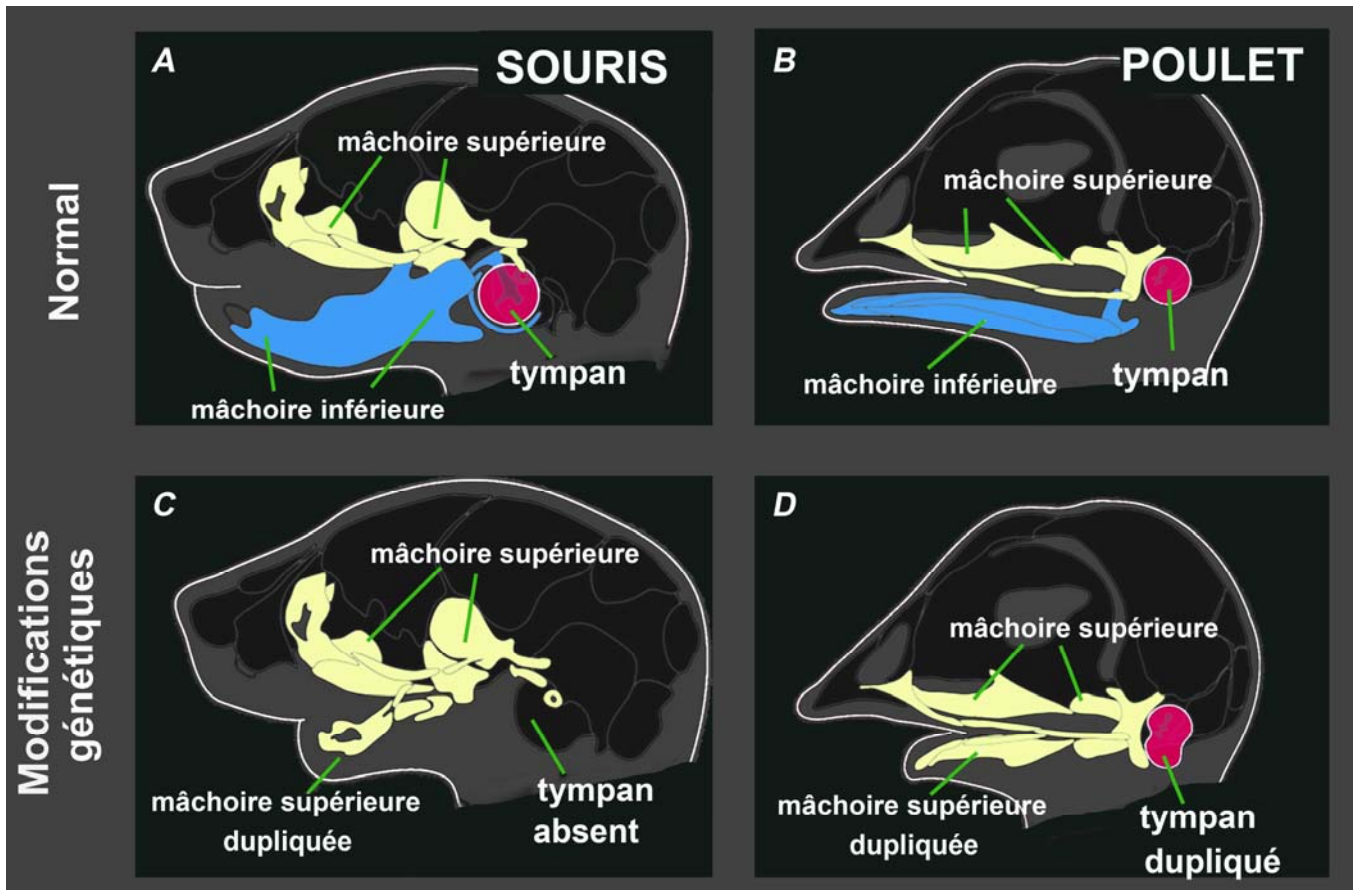 A
SOURIS
mâchoire supérieure
tympan
mâchoire inférieure
B
POULET
mâchoire supérieure
tympan
mâchoire inférieure
Normal
C
mâchoire supérieure
mâchoire supérieure
dupliquée
tympan
absent
D
mâchoire supérieure
mâchoire supérieure
dupliquée
tympan
dupliqué
Modifications
génétiques